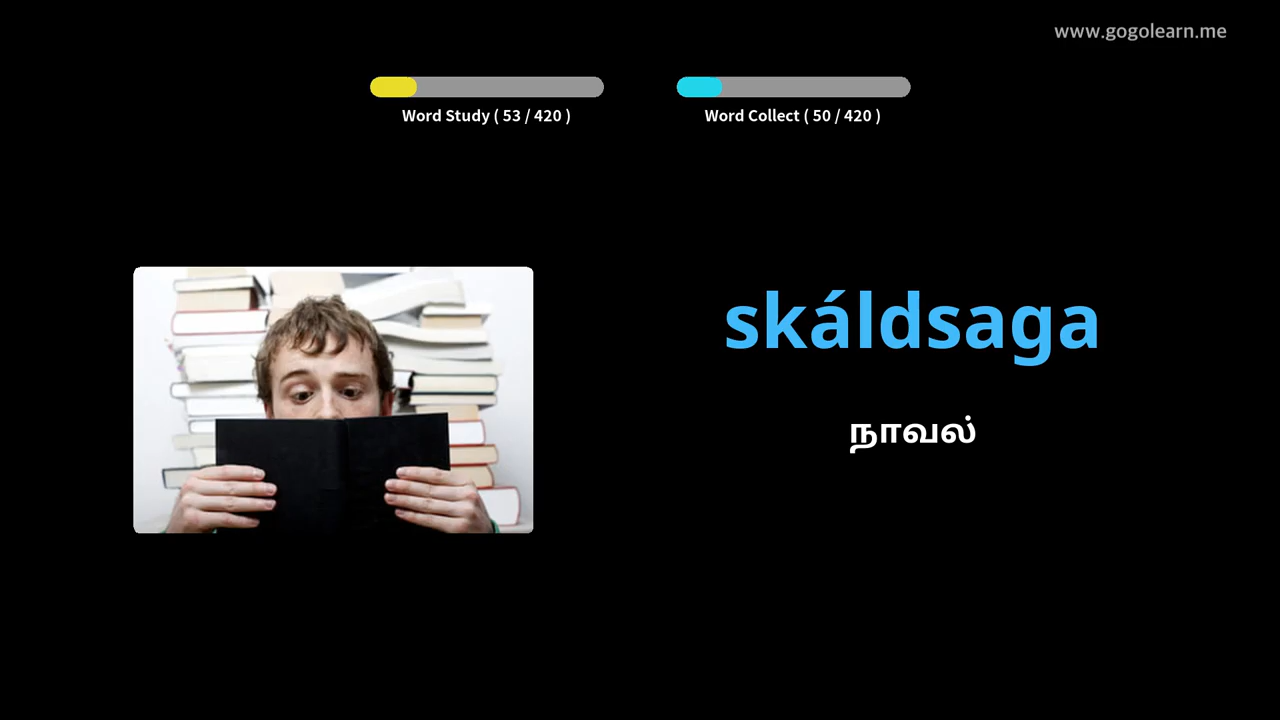 www.gogolearn.me
Word Study ( 53 / 420 )
Word Collect ( 50 / 420 )
skáldsaga
நாவல்